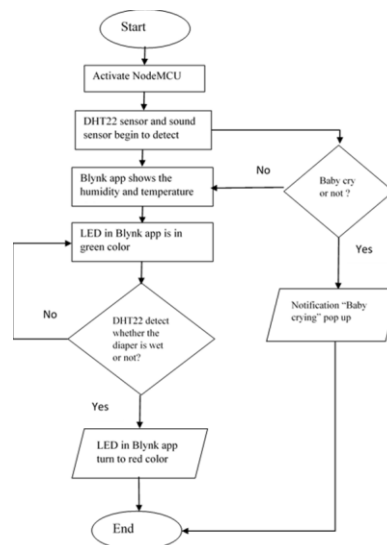 Start
Activate NodeMCU
DHT22 sensor and sound
sensor begin to detect
Blynk app shows the
humidity and temperature
No
Baby cry
or not ?
LED in Blynk app is in
green color
Yes
No
DHT22 detect
whether the
diaper is wet
or not?
Notification “Baby
crying” pop up
Yes
LED in Blynk app
turn to red color
End